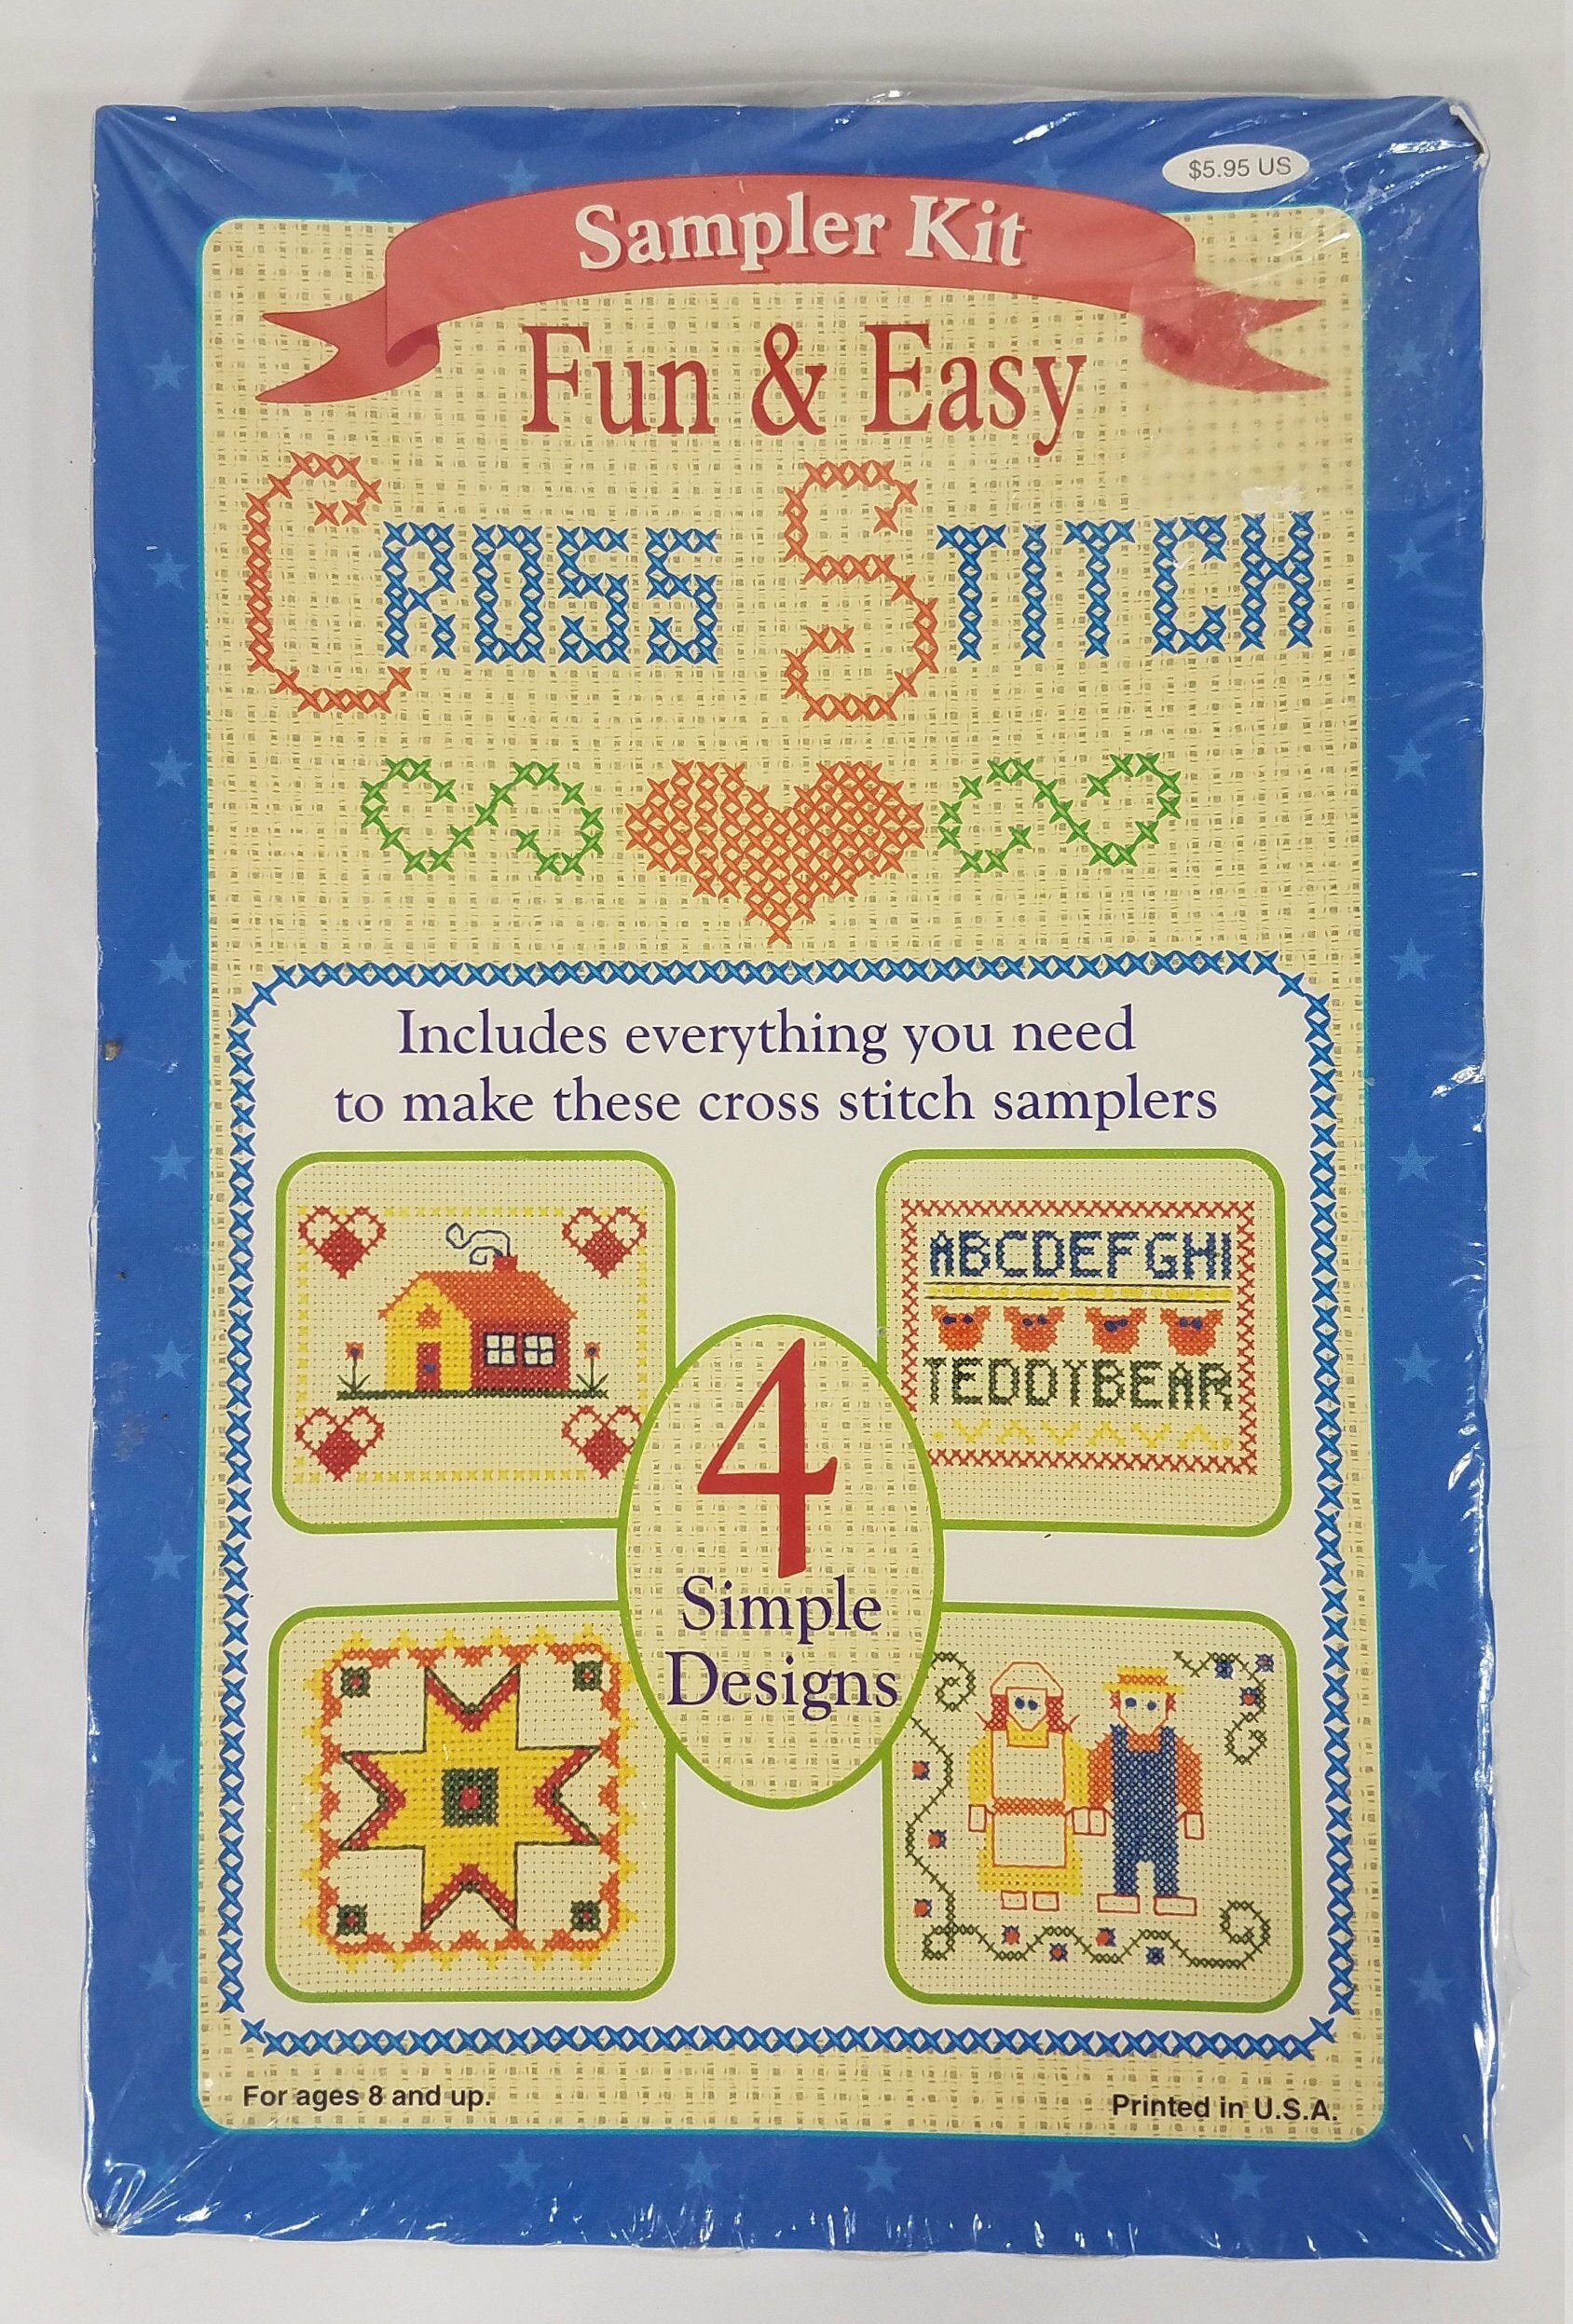 $5.95 US
Sampler Kit
Fun & Easy
CROSS STITCH
Includes everything you need
to make these cross stitch samplers
ABCDEFGHI
TEDDYBEAR
4
Simple
Designs
For ages 8 and up.
Printed in U.S.A.